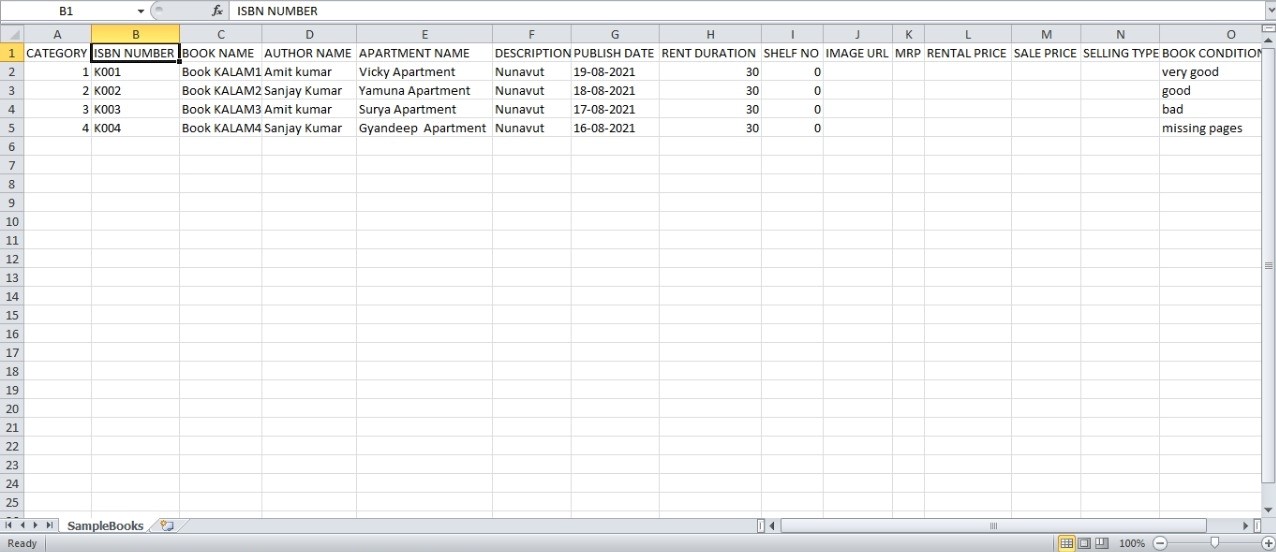 B1 fx ISBN NUMBER
A B C D E F G H I J K L M N O
1 CATEGORY ISBN NUMBER BOOK NAME AUTHOR NAME APARTMENT NAME DESCRIPTION PUBLISH DATE RENT DURATION SHELF NO IMAGE URL MRP RENTAL PRICE SALE PRICE SELLING TYPE BOOK CONDITION
2 1 K001 Book KALAM1 Amit kumar Vicky Apartment Nunavut 19-08-2021 30 0 very good
3 2 K002 Book KALAM2 Sanjay Kumar Yamuna Apartment Nunavut 18-08-2021 30 0 good
4 3 K003 Book KALAM3 Amit kumar Surya Apartment Nunavut 17-08-2021 30 0 bad
5 4 K004 Book KALAM4 Sanjay Kumar Gyandeep  Apartment Nunavut 16-08-2021 30 0 missing pages
6
7
8
9
10
11
12
13
14
15
16
17
18
19
20
21
22
23
24
25
SampleBooks
Ready 100%